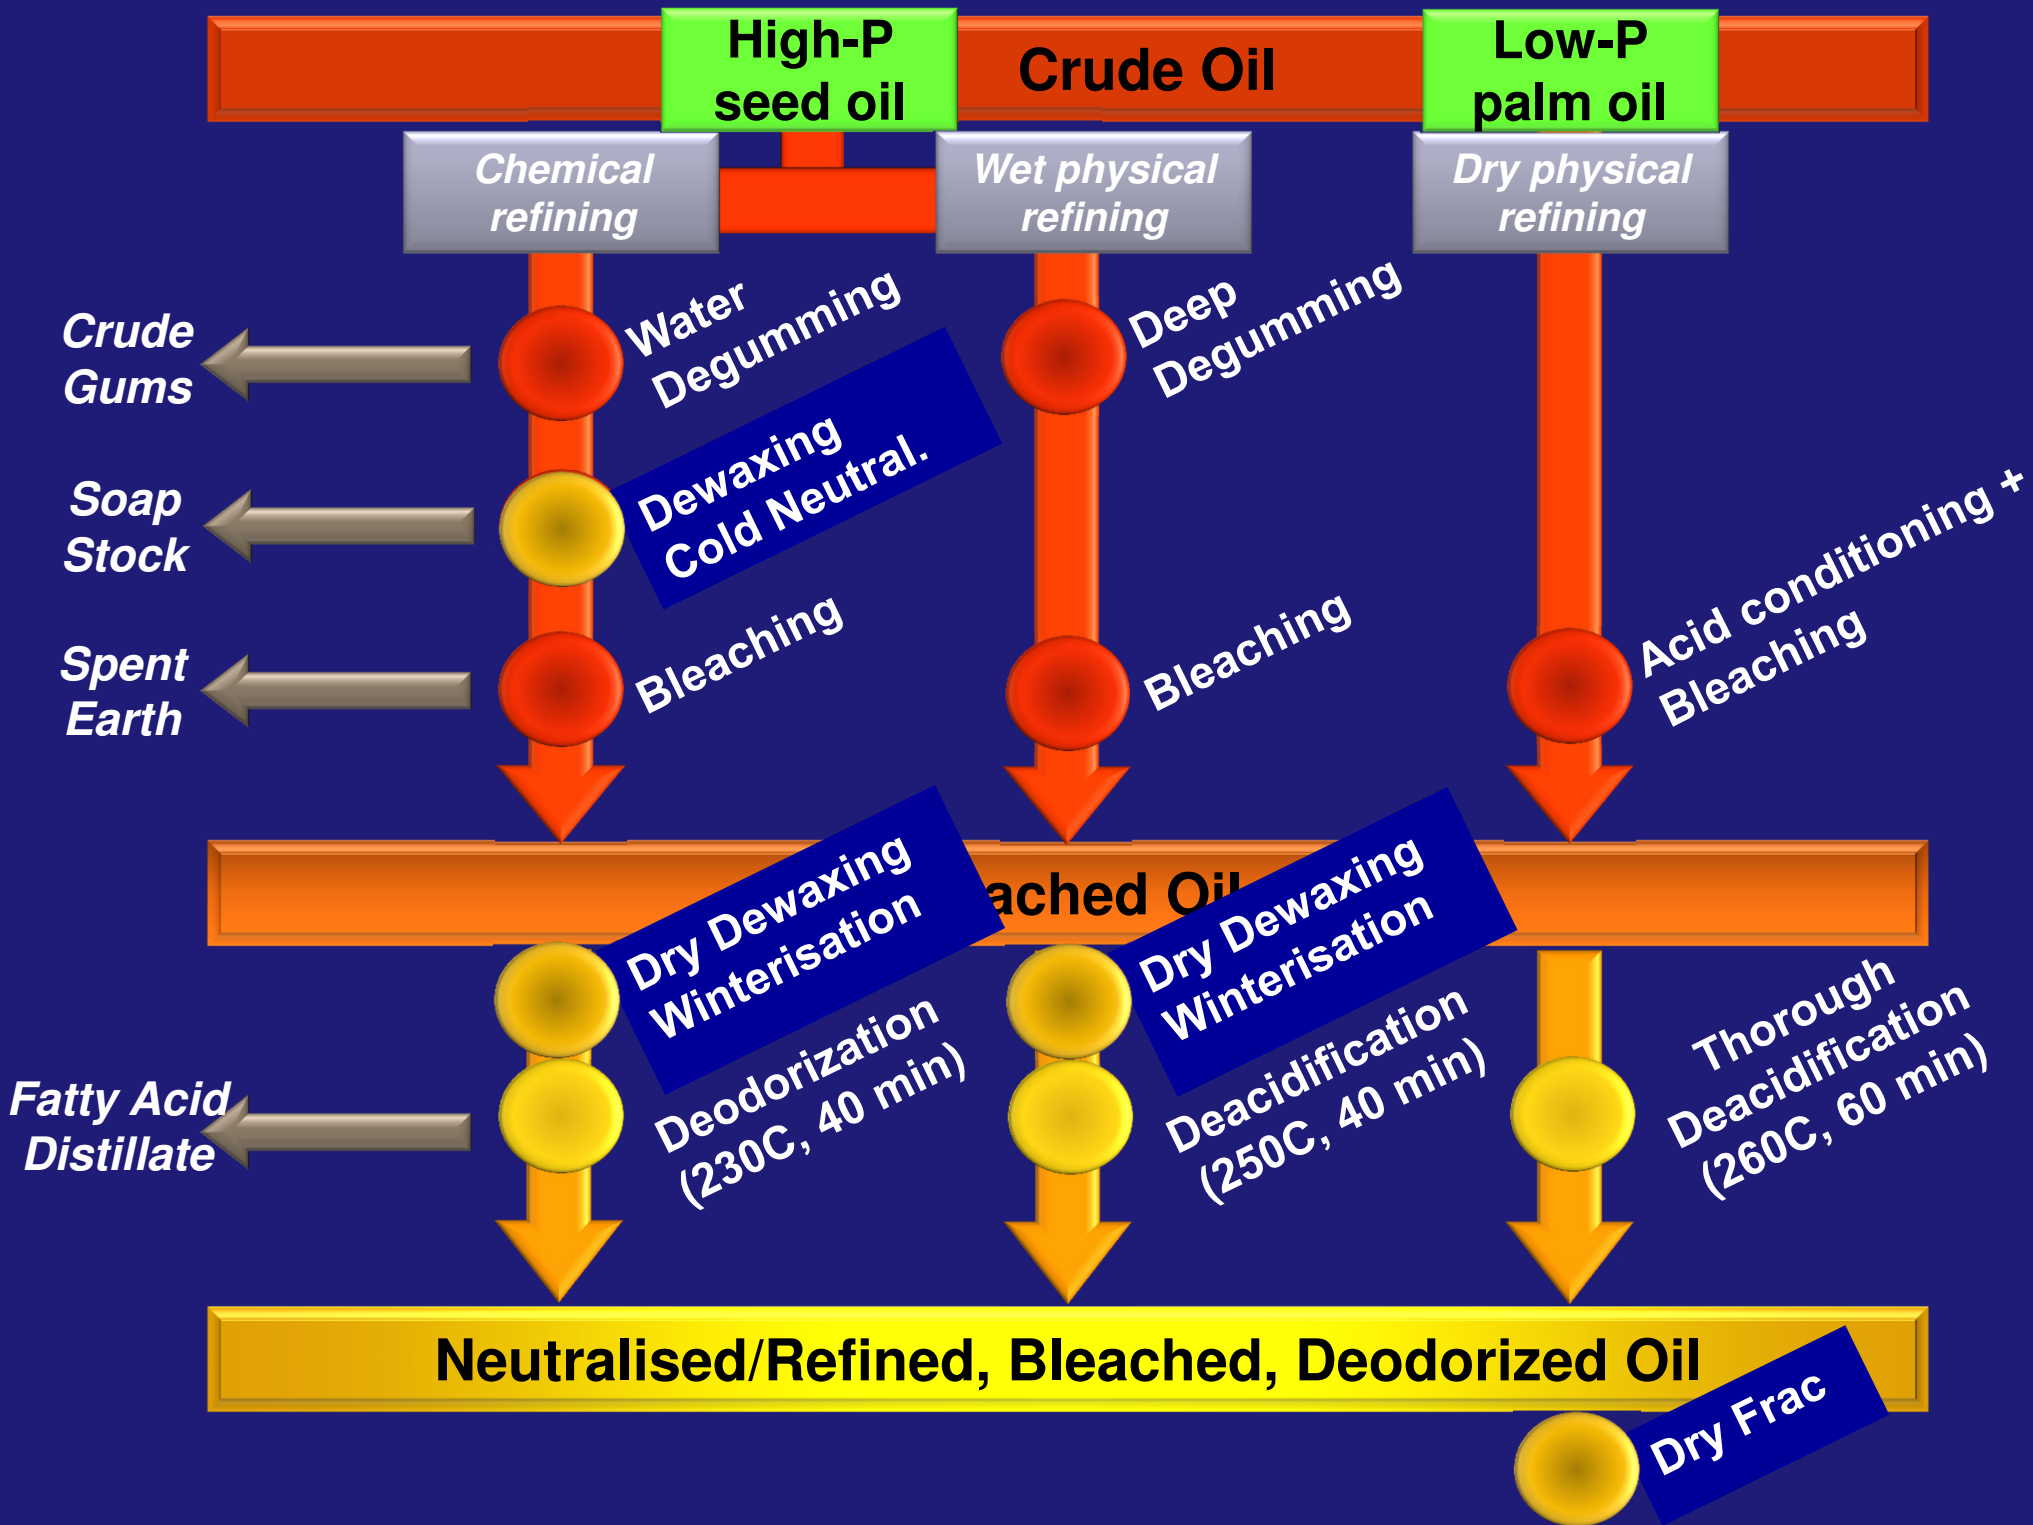 High-P
seed oil
Crude Oil
Low-P
palm oil
Chemical
refining
Wet physical
refining
Dry physical
refining
Crude
Gums
Water
Degumming
Deep
Degumming
Soap
Stock
Dewaxing
Cold Neutral.
Spent
Earth
Bleaching
Bleaching
Acid conditioning +
Bleaching
ached Oil
Dry Dewaxing
Winterisation
Dry Dewaxing
Winterisation
Fatty Acid
Distillate
Deodorization
(230C, 40 min)
Deacidification
(250C, 40 min)
Thorough
Deacidification
(260C, 60 min)
Neutralised/Refined, Bleached, Deodorized Oil
Dry Frac